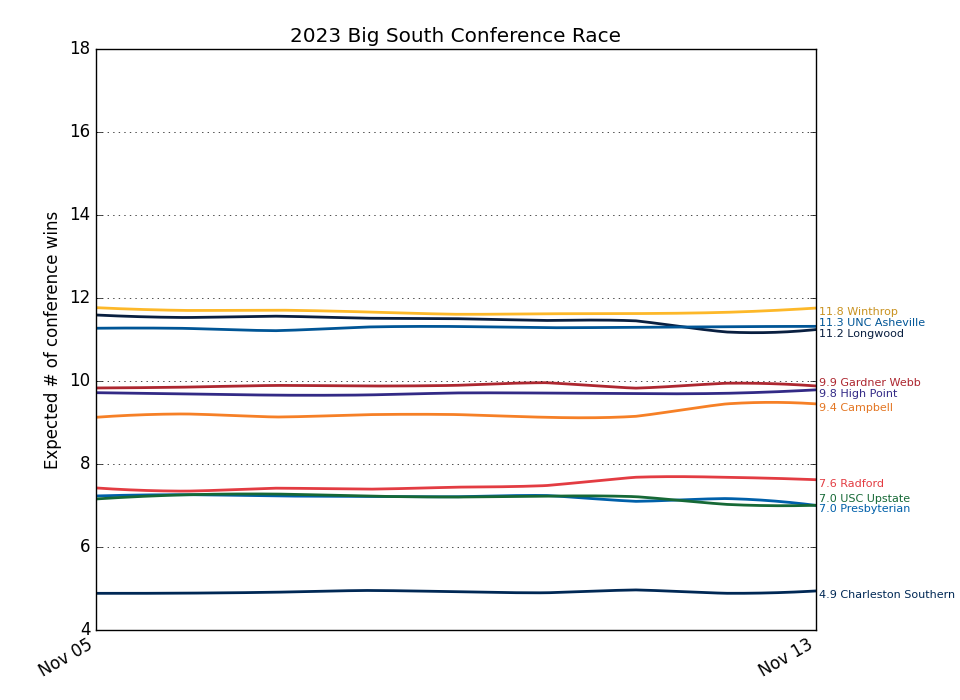 2023 Big South Conference Race
Expected # of conference wins
18
16
14
12
10
8
6
4
Nov 05
Nov 13
11.8 Winthrop
11.3 UNC Asheville
11.2 Longwood
9.9 Gardner Webb
9.8 High Point
9.4 Campbell
7.6 Radford
7.0 USC Upstate
7.0 Presbyterian
4.9 Charleston Southern